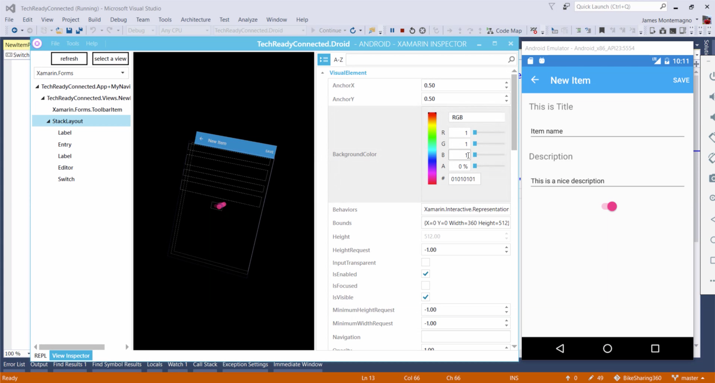 NewItemF... (Running) - Microsoft Visual Studio
Quick Launch (Ctrl+Q)
File Edit View Project Build Debug Team Tools Architecture Test Analyze Window Help
James Montemagno
Debug
Any CPU
TechReadyConnected.Droid
Continue
Code Map
TechReadyConnected.Droid - ANDROID - XAMARIN INSPECTOR
File Tools Help
refresh
select a view
Xamarin.Forms
TechReadyConnected.App+MyNavi
TechReadyConnected.Views.New
Xamarin.Forms.ToolbarItem
StackLayout
Label
Entry
Label
Editor
Switch
New Item
A-Z
VisualElement
AnchorX 0.50
AnchorY 0.50
BackgroundColor
RGB
R 1
G 1
B 1
A 0 %
# 01010101
Behaviors Xamarin.Interactive.Representation
Bounds {X=0 Y=0 Width=360 Height=512}
Height 512.00
HeightRequest -1.00
InputTransparent
IsEnabled
IsFocused
IsVisible
MinimumHeightRequest -1.00
MinimumWidthRequest -1.00
Navigation
Opacity 1.00
REPL View Inspector
Android Emulator - Android_x86_API23:5554
10:11
New Item
SAVE
This is Title
Item name
Description
This is a nice description
100 %
Error List Output Find Results 1 Find Symbol Results Locals Watch 1 Call Stack Exception Settings Immediate Window
Ready
Ln 13 Col 66 Ch 66 INS
0 49 BikeSharing360 master